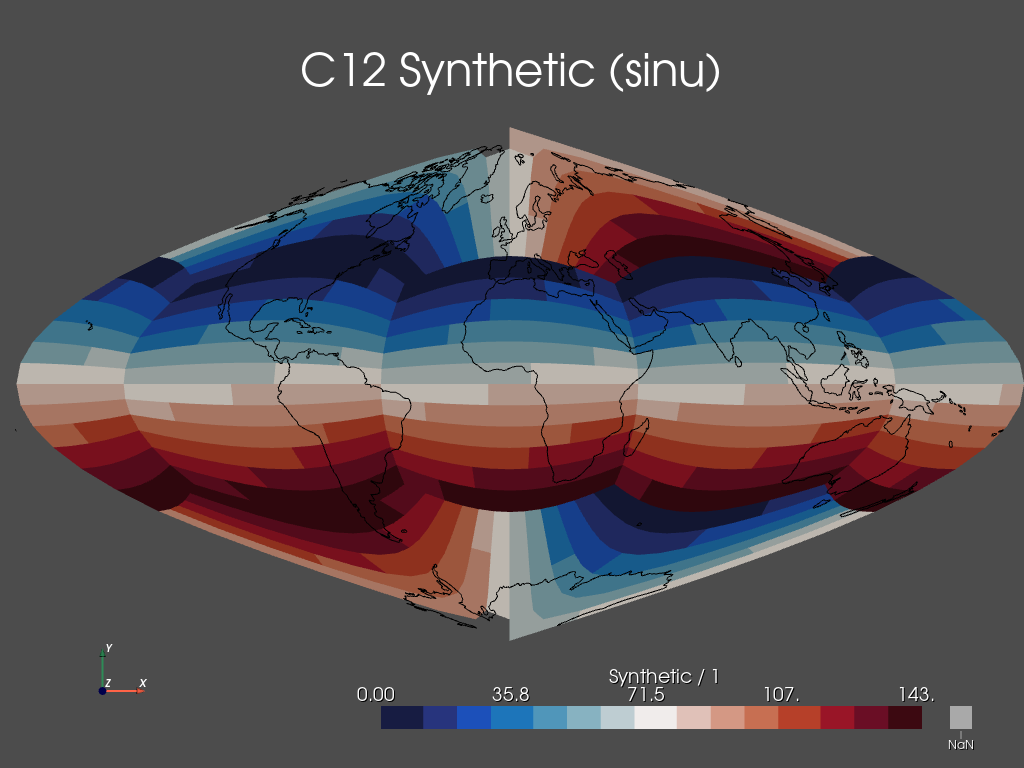 C12 Synthetic (sinu)
Y
Z
X
Synthetic / 1
0.00 35.8 71.5 107. 143.
NaN